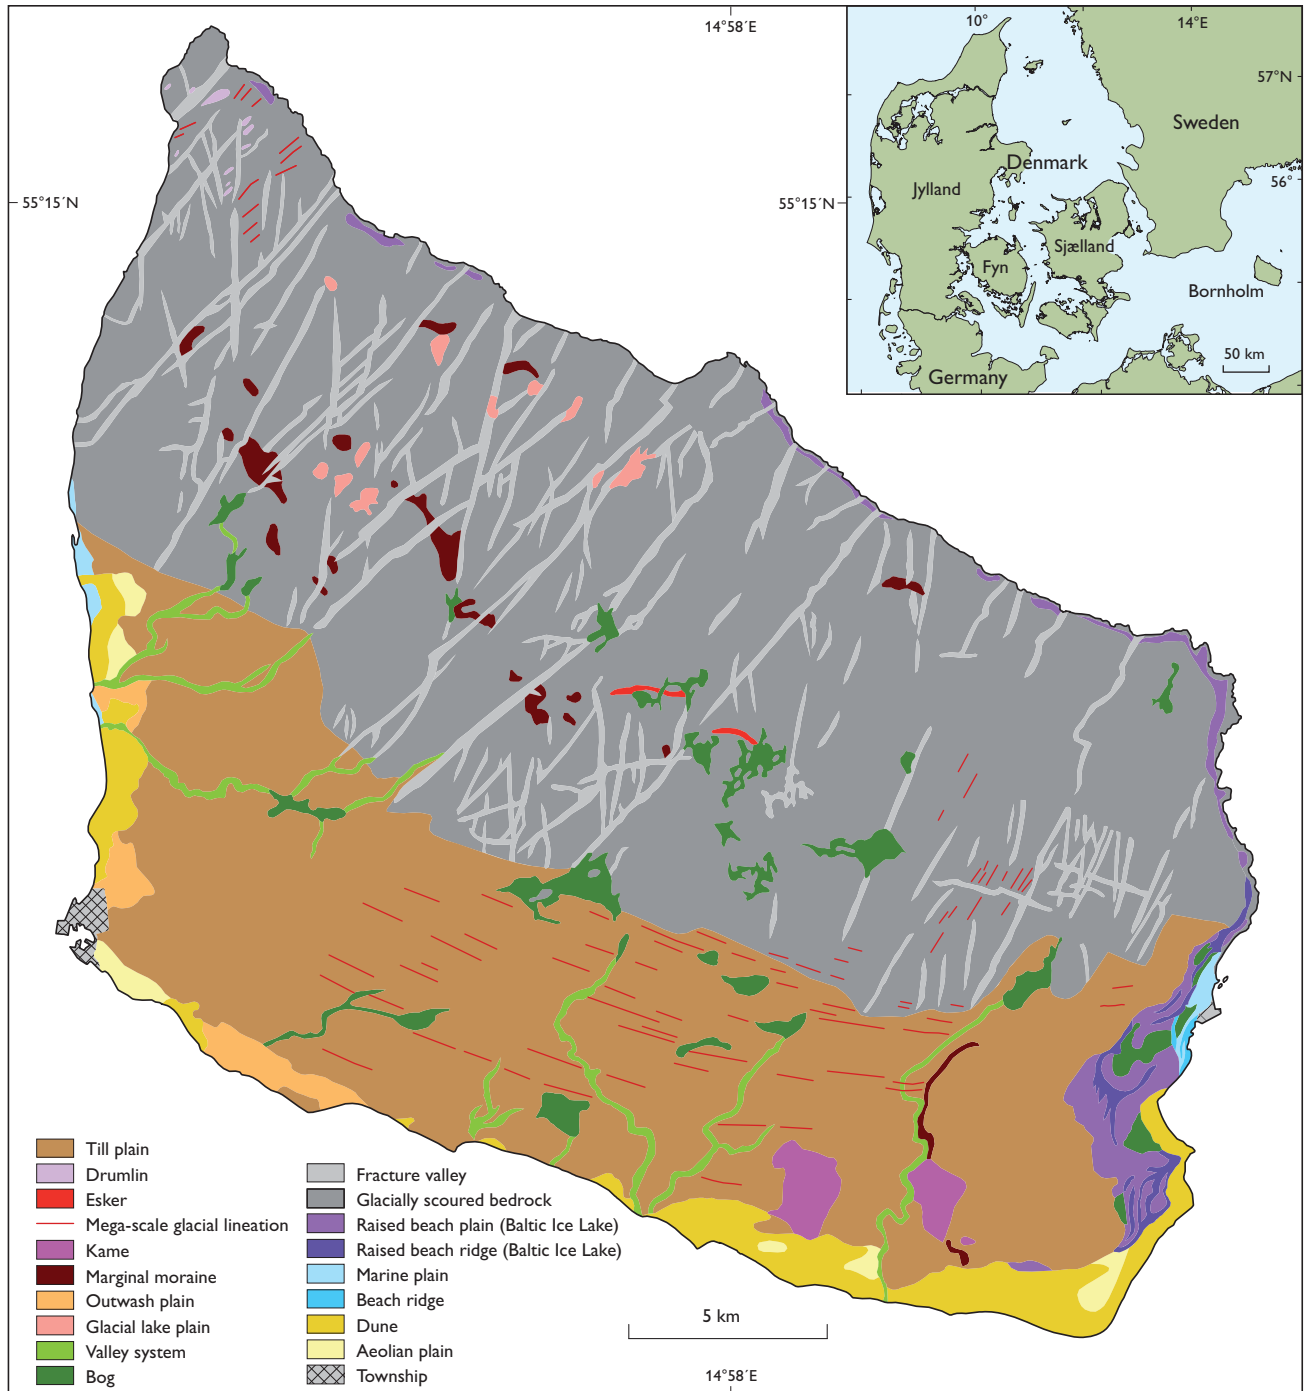 14°58´E
10°
14°E
57°N
Sweden
Denmark
56°
Jylland
55°15´N
55°15´N
Sjælland
Fyn
Bornholm
50 km
Germany
Till plain
Drumlin
Esker
Mega-scale glacial lineation
Kame
Marginal moraine
Outwash plain
Glacial lake plain
Valley system
Bog
Fracture valley
Glacially scoured bedrock
Raised beach plain (Baltic Ice Lake)
Raised beach ridge (Baltic Ice Lake)
Marine plain
Beach ridge
Dune
Aeolian plain
Township
5 km
14°58´E